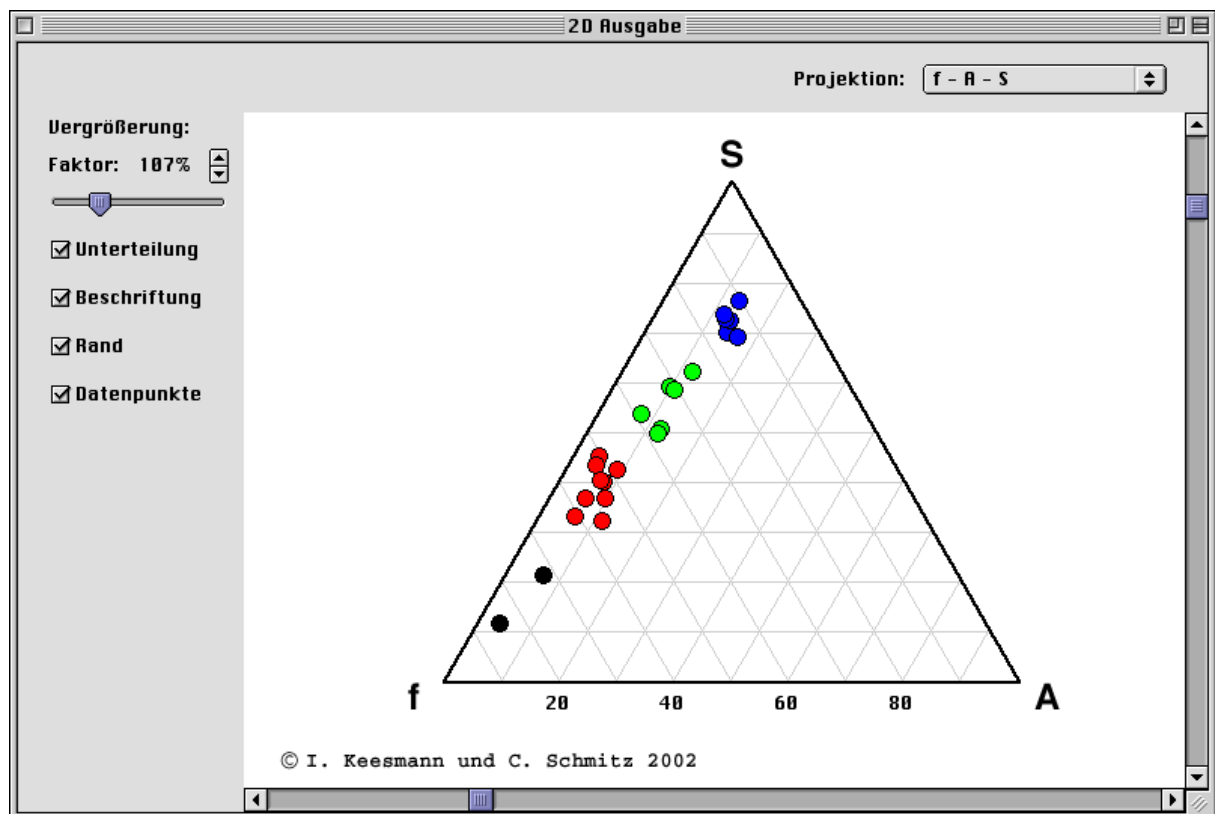 2D Ausgabe
Projektion: f - A - S
Vergrößerung:
Faktor: 107%
Unterteilung
Beschriftung
Rand
Datenpunkte
S
f
A
20 40 60 80
© I. Keesmann und C. Schmitz 2002